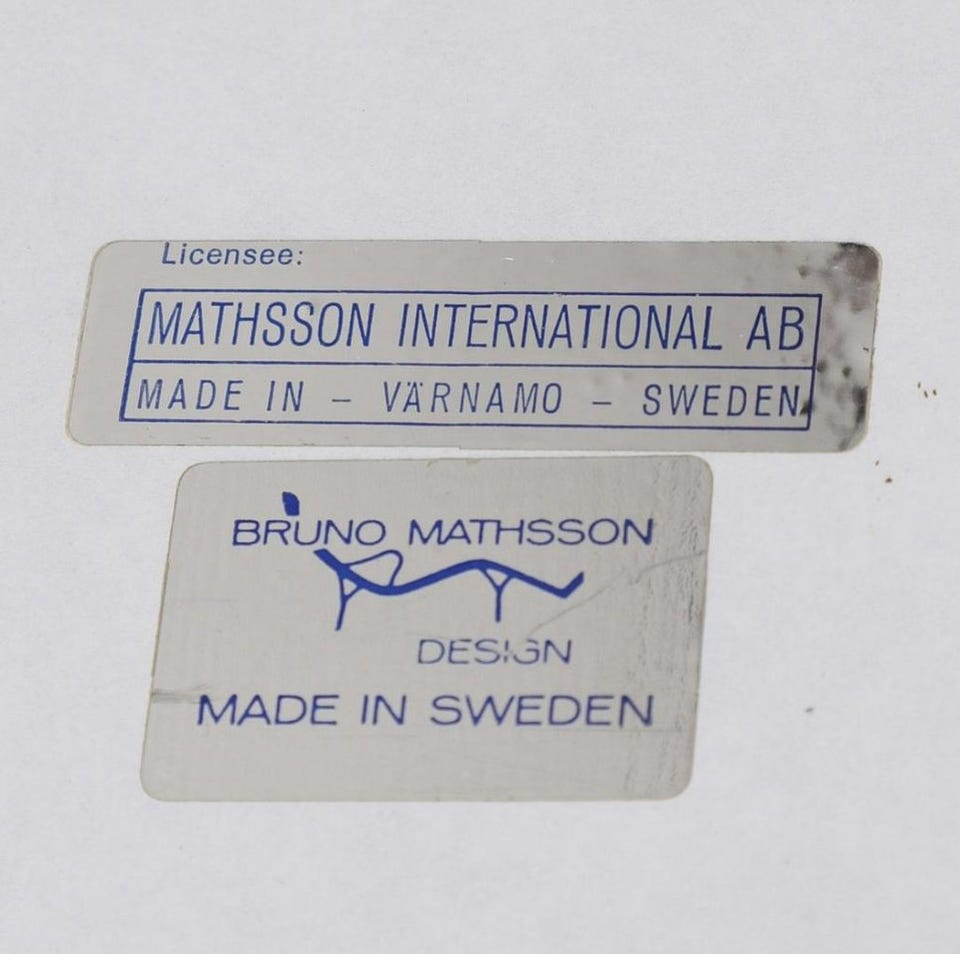 Licensee:
MATHSSON INTERNATIONAL AB
MADE IN – VÄRNAMO – SWEDEN
BRUNO MATHSSON
DESIGN
MADE IN SWEDEN